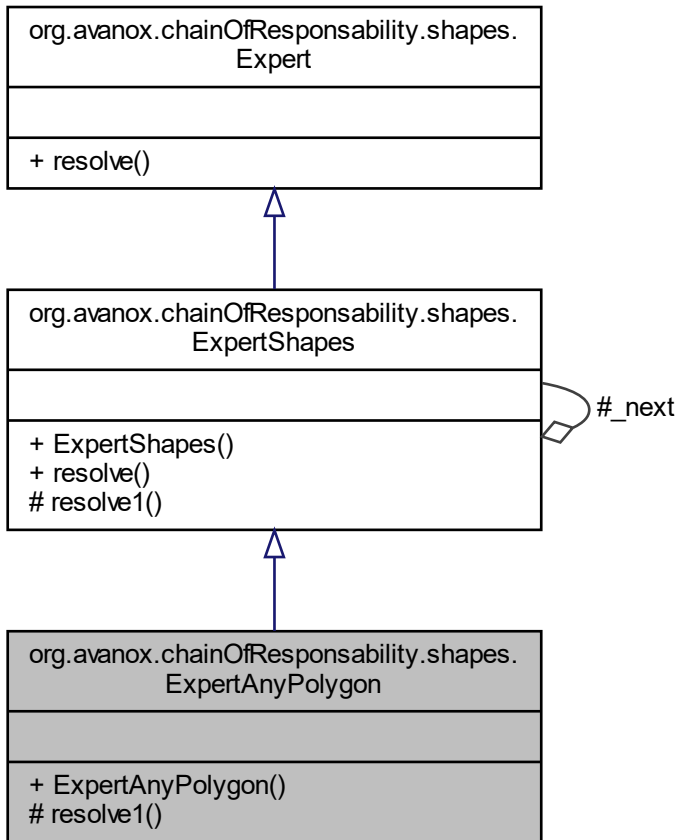 org.avanox.chainOfResponsability.shapes.
Expert
+ resolve()
org.avanox.chainOfResponsability.shapes.
ExpertShapes
+ ExpertShapes()
+ resolve()
# resolve1()
#_next
org.avanox.chainOfResponsability.shapes.
ExpertAnyPolygon
+ ExpertAnyPolygon()
# resolve1()